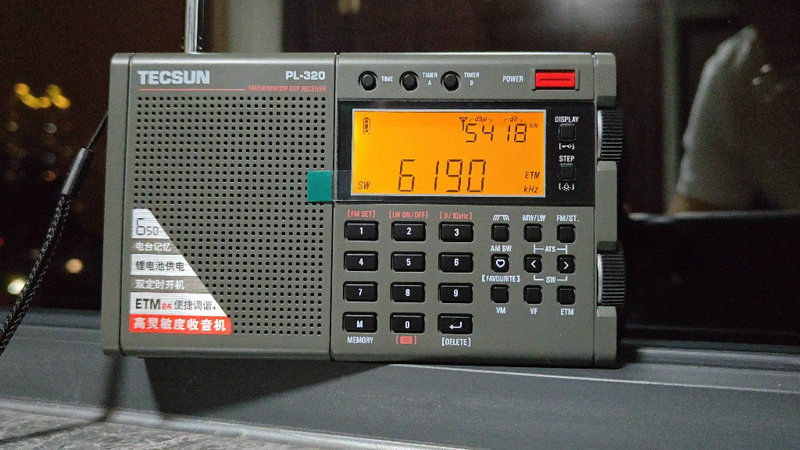 TECSUN
PL-320
FM/LW/MW/SW DSP RECEIVER
TIME
TIMER A
TIMER B
POWER
dBμ
dB
5418
SW
6190
ETM
kHz
DISPLAY
STEP
650
电台记忆
锂电池供电
双定时开机
ETM24 便捷调谐+
高灵敏度收音机
[FM SET] [LW ON/OFF] [9/10kHz]
1 2 3
4 5 6
7 8 9
M 0
MEMORY
[DELETE]
MW/LW
FM/ST.
AM BW
ATS
[FAVOURITE]
SW
VM VF ETM